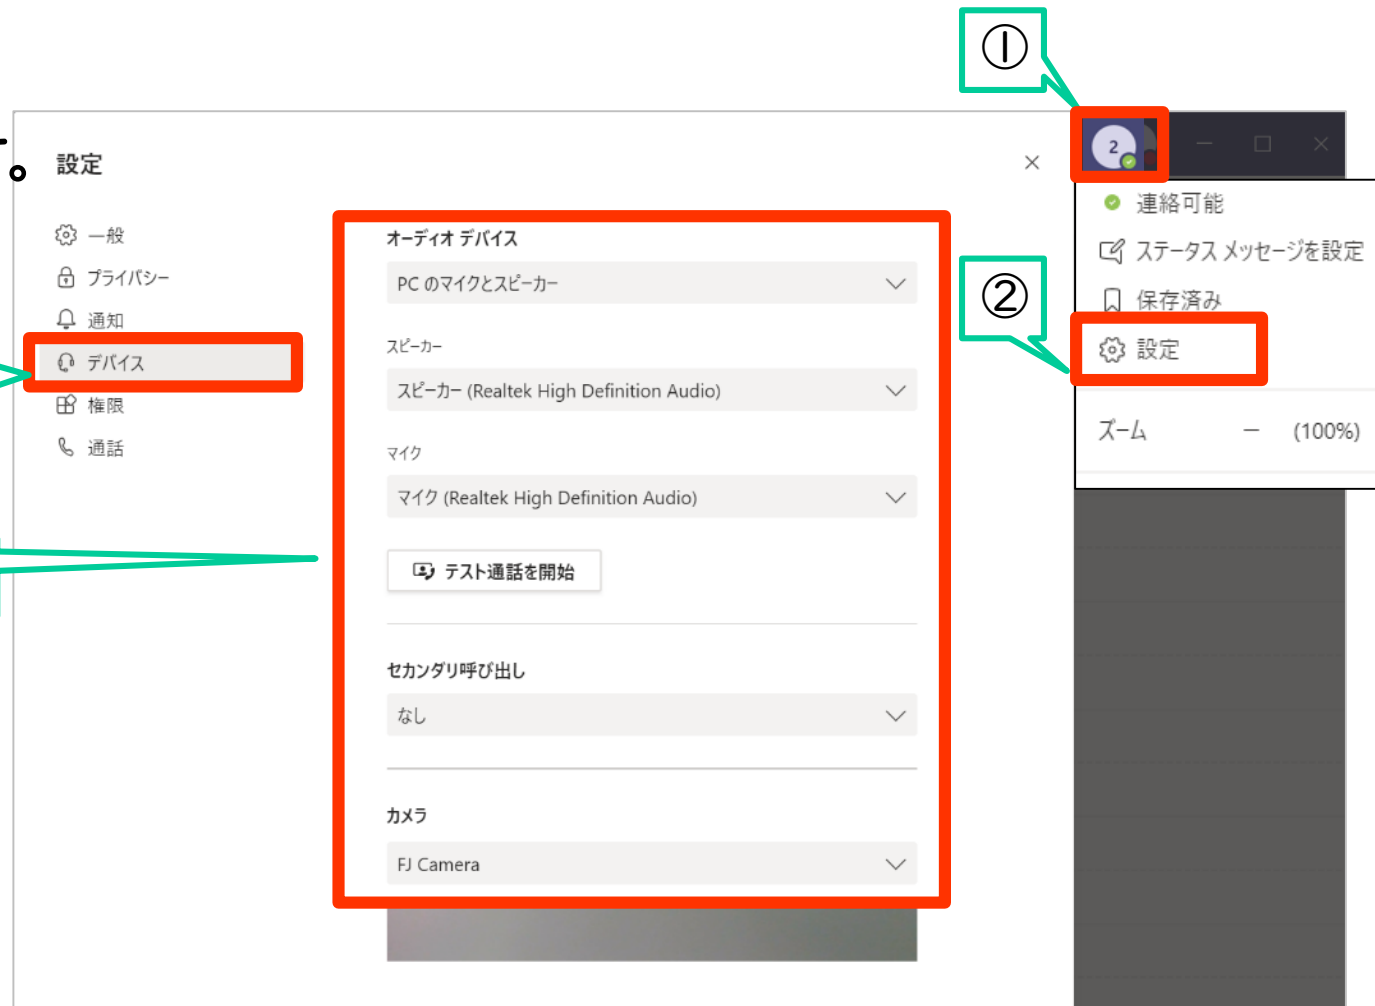 ①
。
設定
2
連絡可能
ステータス メッセージを設定
保存済み
②
設定
ズーム
(100%)
一般
プライバシー
通知
デバイス
権限
通話
オーディオ デバイス
PC のマイクとスピーカー
スピーカー
スピーカー (Realtek High Definition Audio)
マイク
マイク (Realtek High Definition Audio)
テスト通話を開始
セカンダリ呼び出し
なし
カメラ
FJ Camera